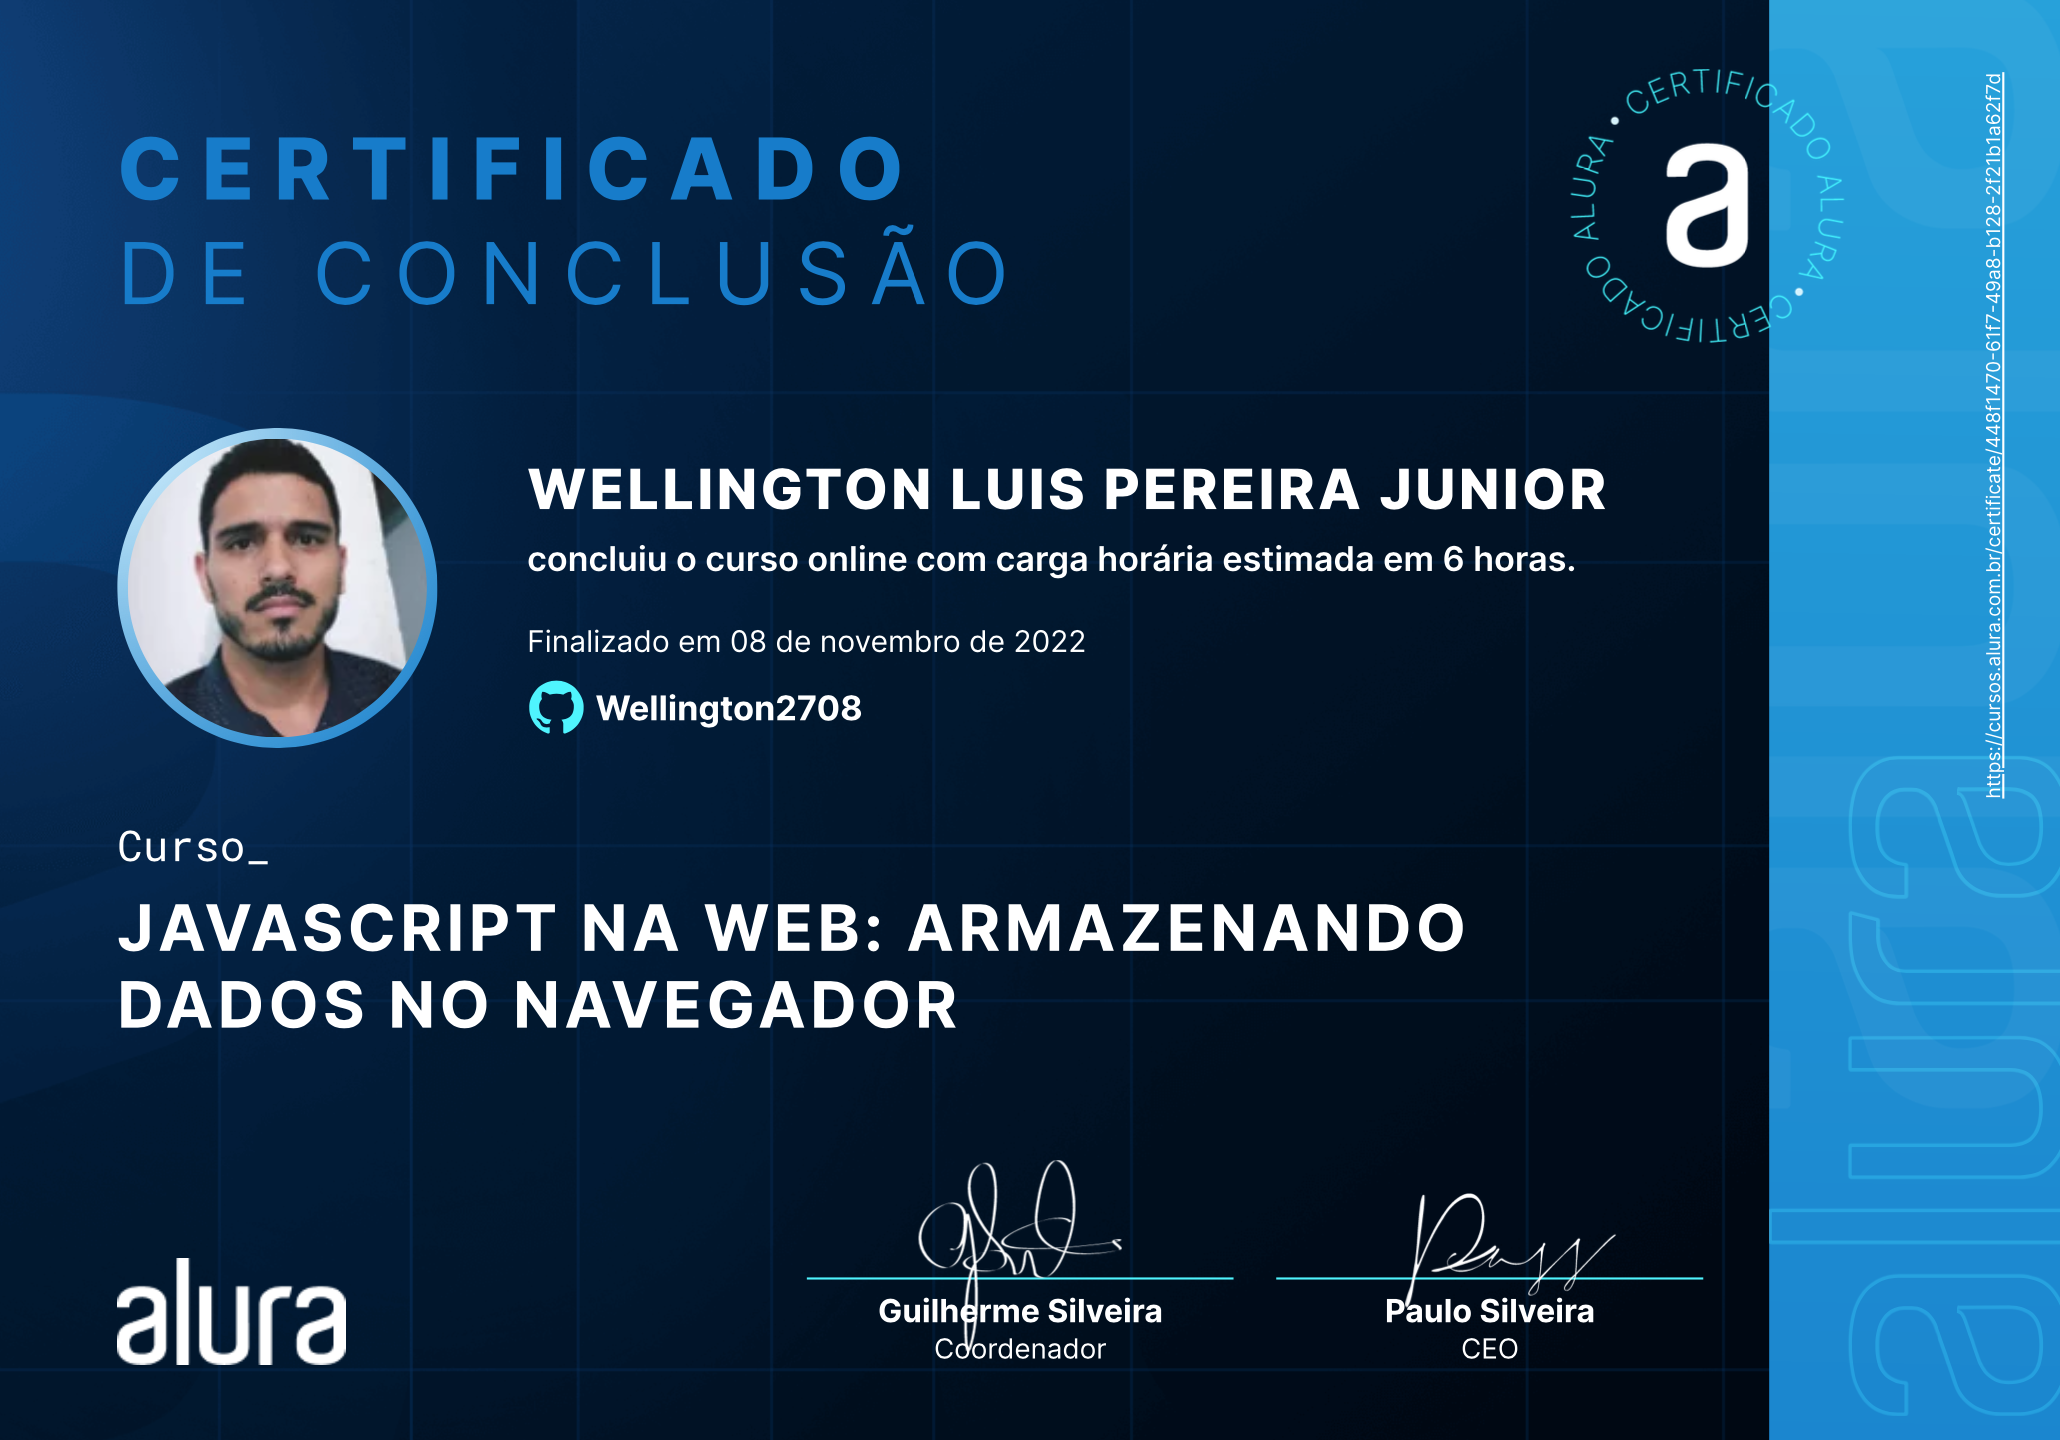 CERTIFICADO
DE CONCLUSÃO
CERTIFICADO ALURA • CERTIFICADO ALURA •
a
WELLINGTON LUIS PEREIRA JUNIOR
concluiu o curso online com carga horária estimada em 6 horas.
Finalizado em 08 de novembro de 2022
Wellington2708
Curso_
JAVASCRIPT NA WEB: ARMAZENANDO
DADOS NO NAVEGADOR
alura
Guilherme Silveira
Coordenador
Paulo Silveira
CEO
https://cursos.alura.com.br/certificate/448f1470-61f7-49a8-b128-2f21b1a62f7d
alura